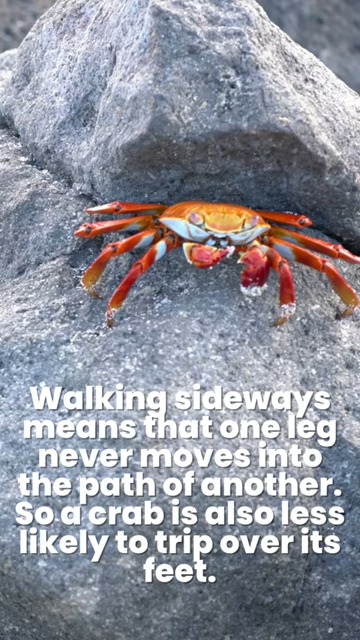 Walking sideways
means that one leg
never moves into
the path of another.
So a crab is also less
likely to trip over its
feet.